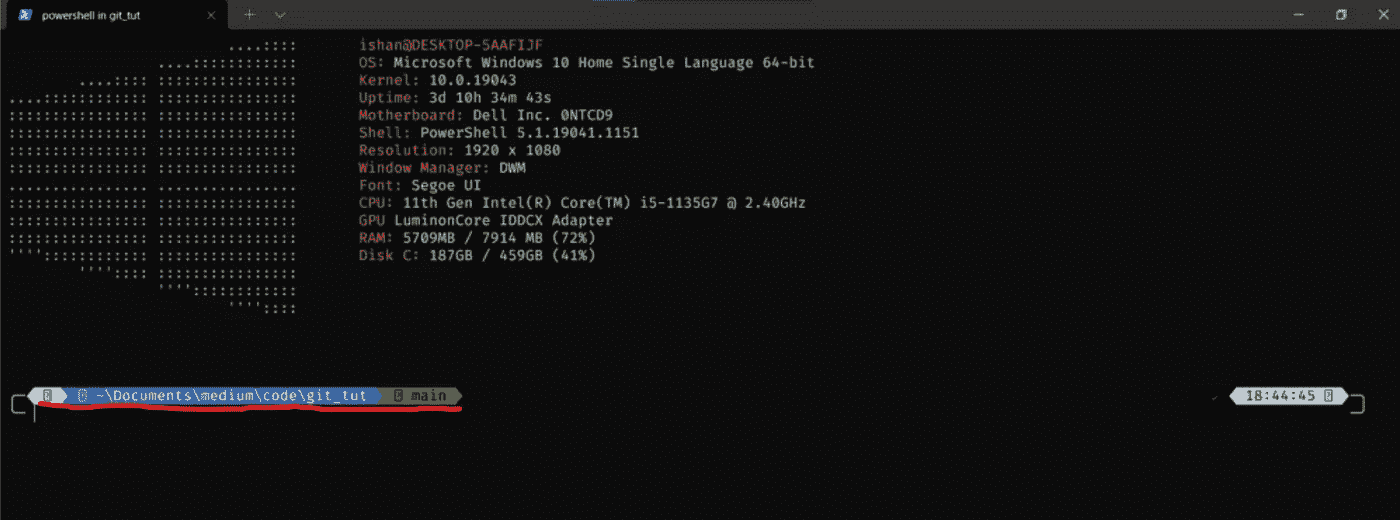 powershell in git_tut
ishan@DESKTOP-5AAFIJF
OS: Microsoft Windows 10 Home Single Language 64-bit
Kernel: 10.0.19043
Uptime: 3d 10h 34m 43s
Motherboard: Dell Inc. 0NTCD9
Shell: PowerShell 5.1.19041.1151
Resolution: 1920 x 1080
Window Manager: DWM
Font: Segoe UI
CPU: 11th Gen Intel(R) Core(TM) i5-1135G7 @ 2.40GHz
GPU LuminonCore IDDCX Adapter
RAM: 5709MB / 7914 MB (72%)
Disk C: 187GB / 459GB (41%)
~\Documents\medium\code\git_tut main 18:44:45